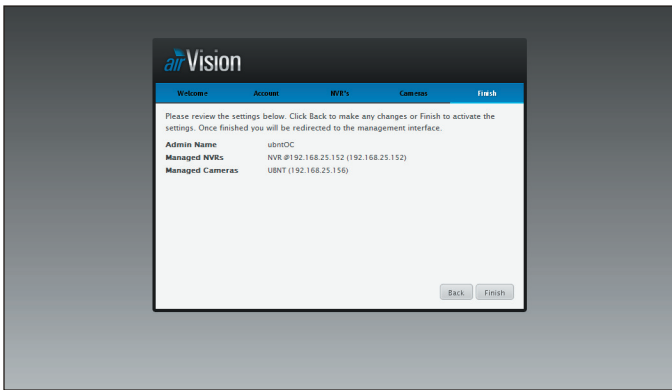 airVision
Welcome Account NVR's Cameras Finish
Please review the settings below. Click Back to make any changes or Finish to activate the
settings. Once finished you will be redirected to the management interface.
Admin Name ubntOC
Managed NVRs NVR @192.168.25.152 (192.168.25.152)
Managed Cameras UBNT (192.168.25.156)
Back Finish